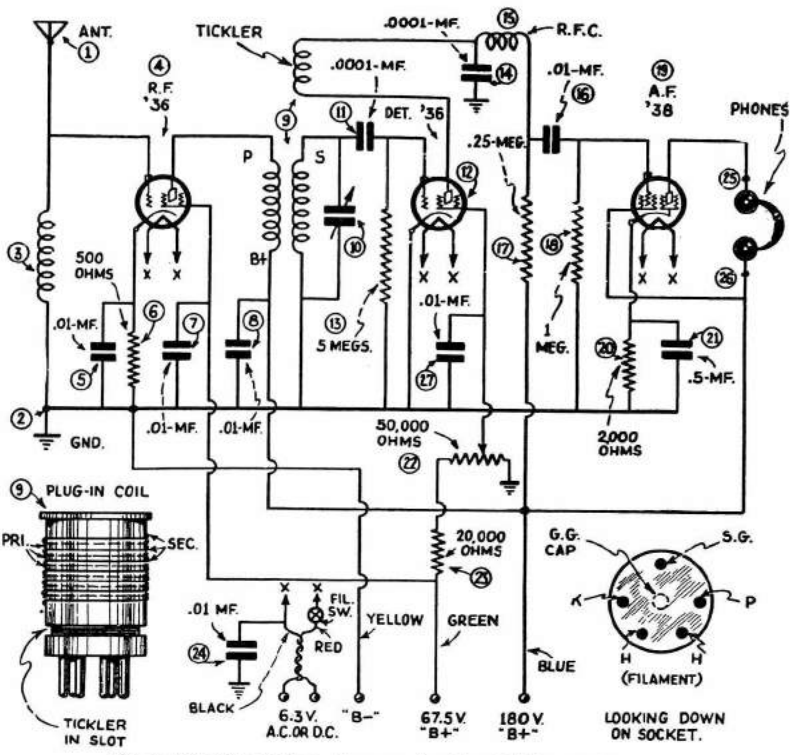 ANT.
①
TICKLER
.0001-MF.
⑮
R.F.C.
④
R.F.
'36
.0001-MF.
⑭
.01-MF.
⑯
⑲
A.F.
'38
PHONES
⑨
⑪
DET. '36
.25-MEG.
P
S
⑫
㉕
③
⑩
⑰
⑱
㉖
B+
X X
X X
X X
500
OHMS
⑥
⑦
⑧
⑬
5 MEGS.
.01-MF.
㉗
1
MEG.
⑳
㉑
.01-MF.
⑤
.5-MF.
②
.01-MF.
.01-MF.
2,000
OHMS
GND.
50,000
OHMS
㉒
⑨ PLUG-IN COIL
PRI.
SEC.
20,000
OHMS
㉓
G.G.
CAP
S.G.
K
P
X X
FIL.
SW.
.01 MF.
㉔
RED
YELLOW
GREEN
BLACK
BLUE
H
H
(FILAMENT)
TICKLER
IN SLOT
6.3 V.
A.C. OR D.C.
"B-"
67.5 V.
"B+"
180 V.
"B+"
LOOKING DOWN
ON SOCKET.